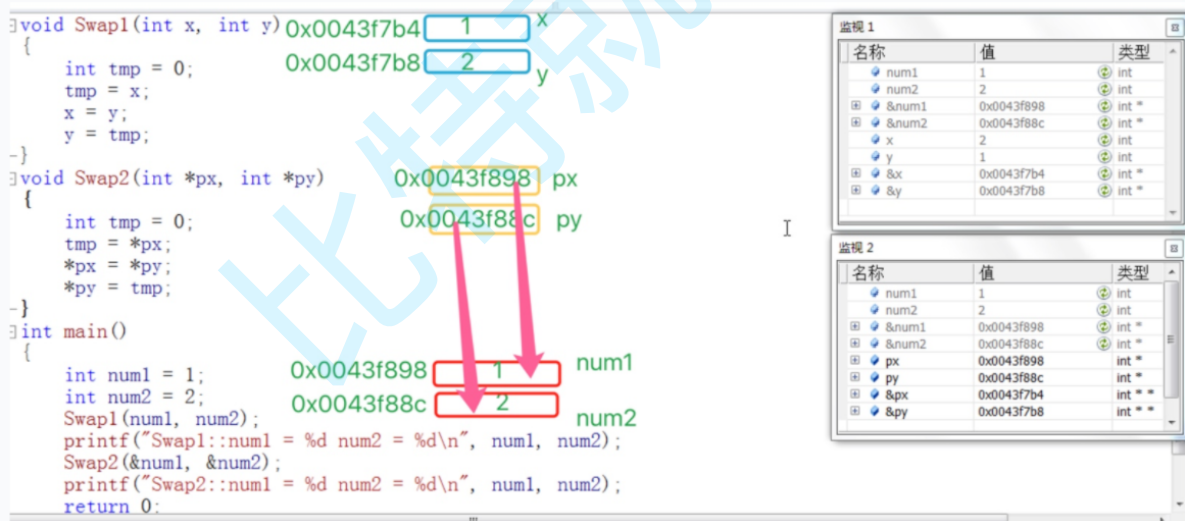 void Swap1(int x, int y) 0x0043f7b4 1 x
{ 0x0043f7b8 2 y
int tmp = 0;
tmp = x;
x = y;
y = tmp;
}
void Swap2(int *px, int *py) 0x0043f898 px
{
0x0043f88c py
int tmp = 0;
tmp = *px;
*px = *py;
*py = tmp;
}
int main()
{
int num1 = 1; 0x0043f898 1 num1
int num2 = 2; 0x0043f88c 2 num2
Swap1(num1, num2);
printf("Swap1::num1 = %d num2 = %d\n", num1, num2);
Swap2(&num1, &num2);
printf("Swap2::num1 = %d num2 = %d\n", num1, num2);
return 0;
监视 1
名称 值 类型
num1 1 int
num2 2 int
&num1 0x0043f898 int *
&num2 0x0043f88c int *
x 2 int
y 1 int
&x 0x0043f7b4 int *
&y 0x0043f7b8 int *
监视 2
名称 值 类型
num1 1 int
num2 2 int
&num1 0x0043f898 int *
&num2 0x0043f88c int *
px 0x0043f898 int *
py 0x0043f88c int *
&px 0x0043f7b4 int * *
&py 0x0043f7b8 int * *
比特就